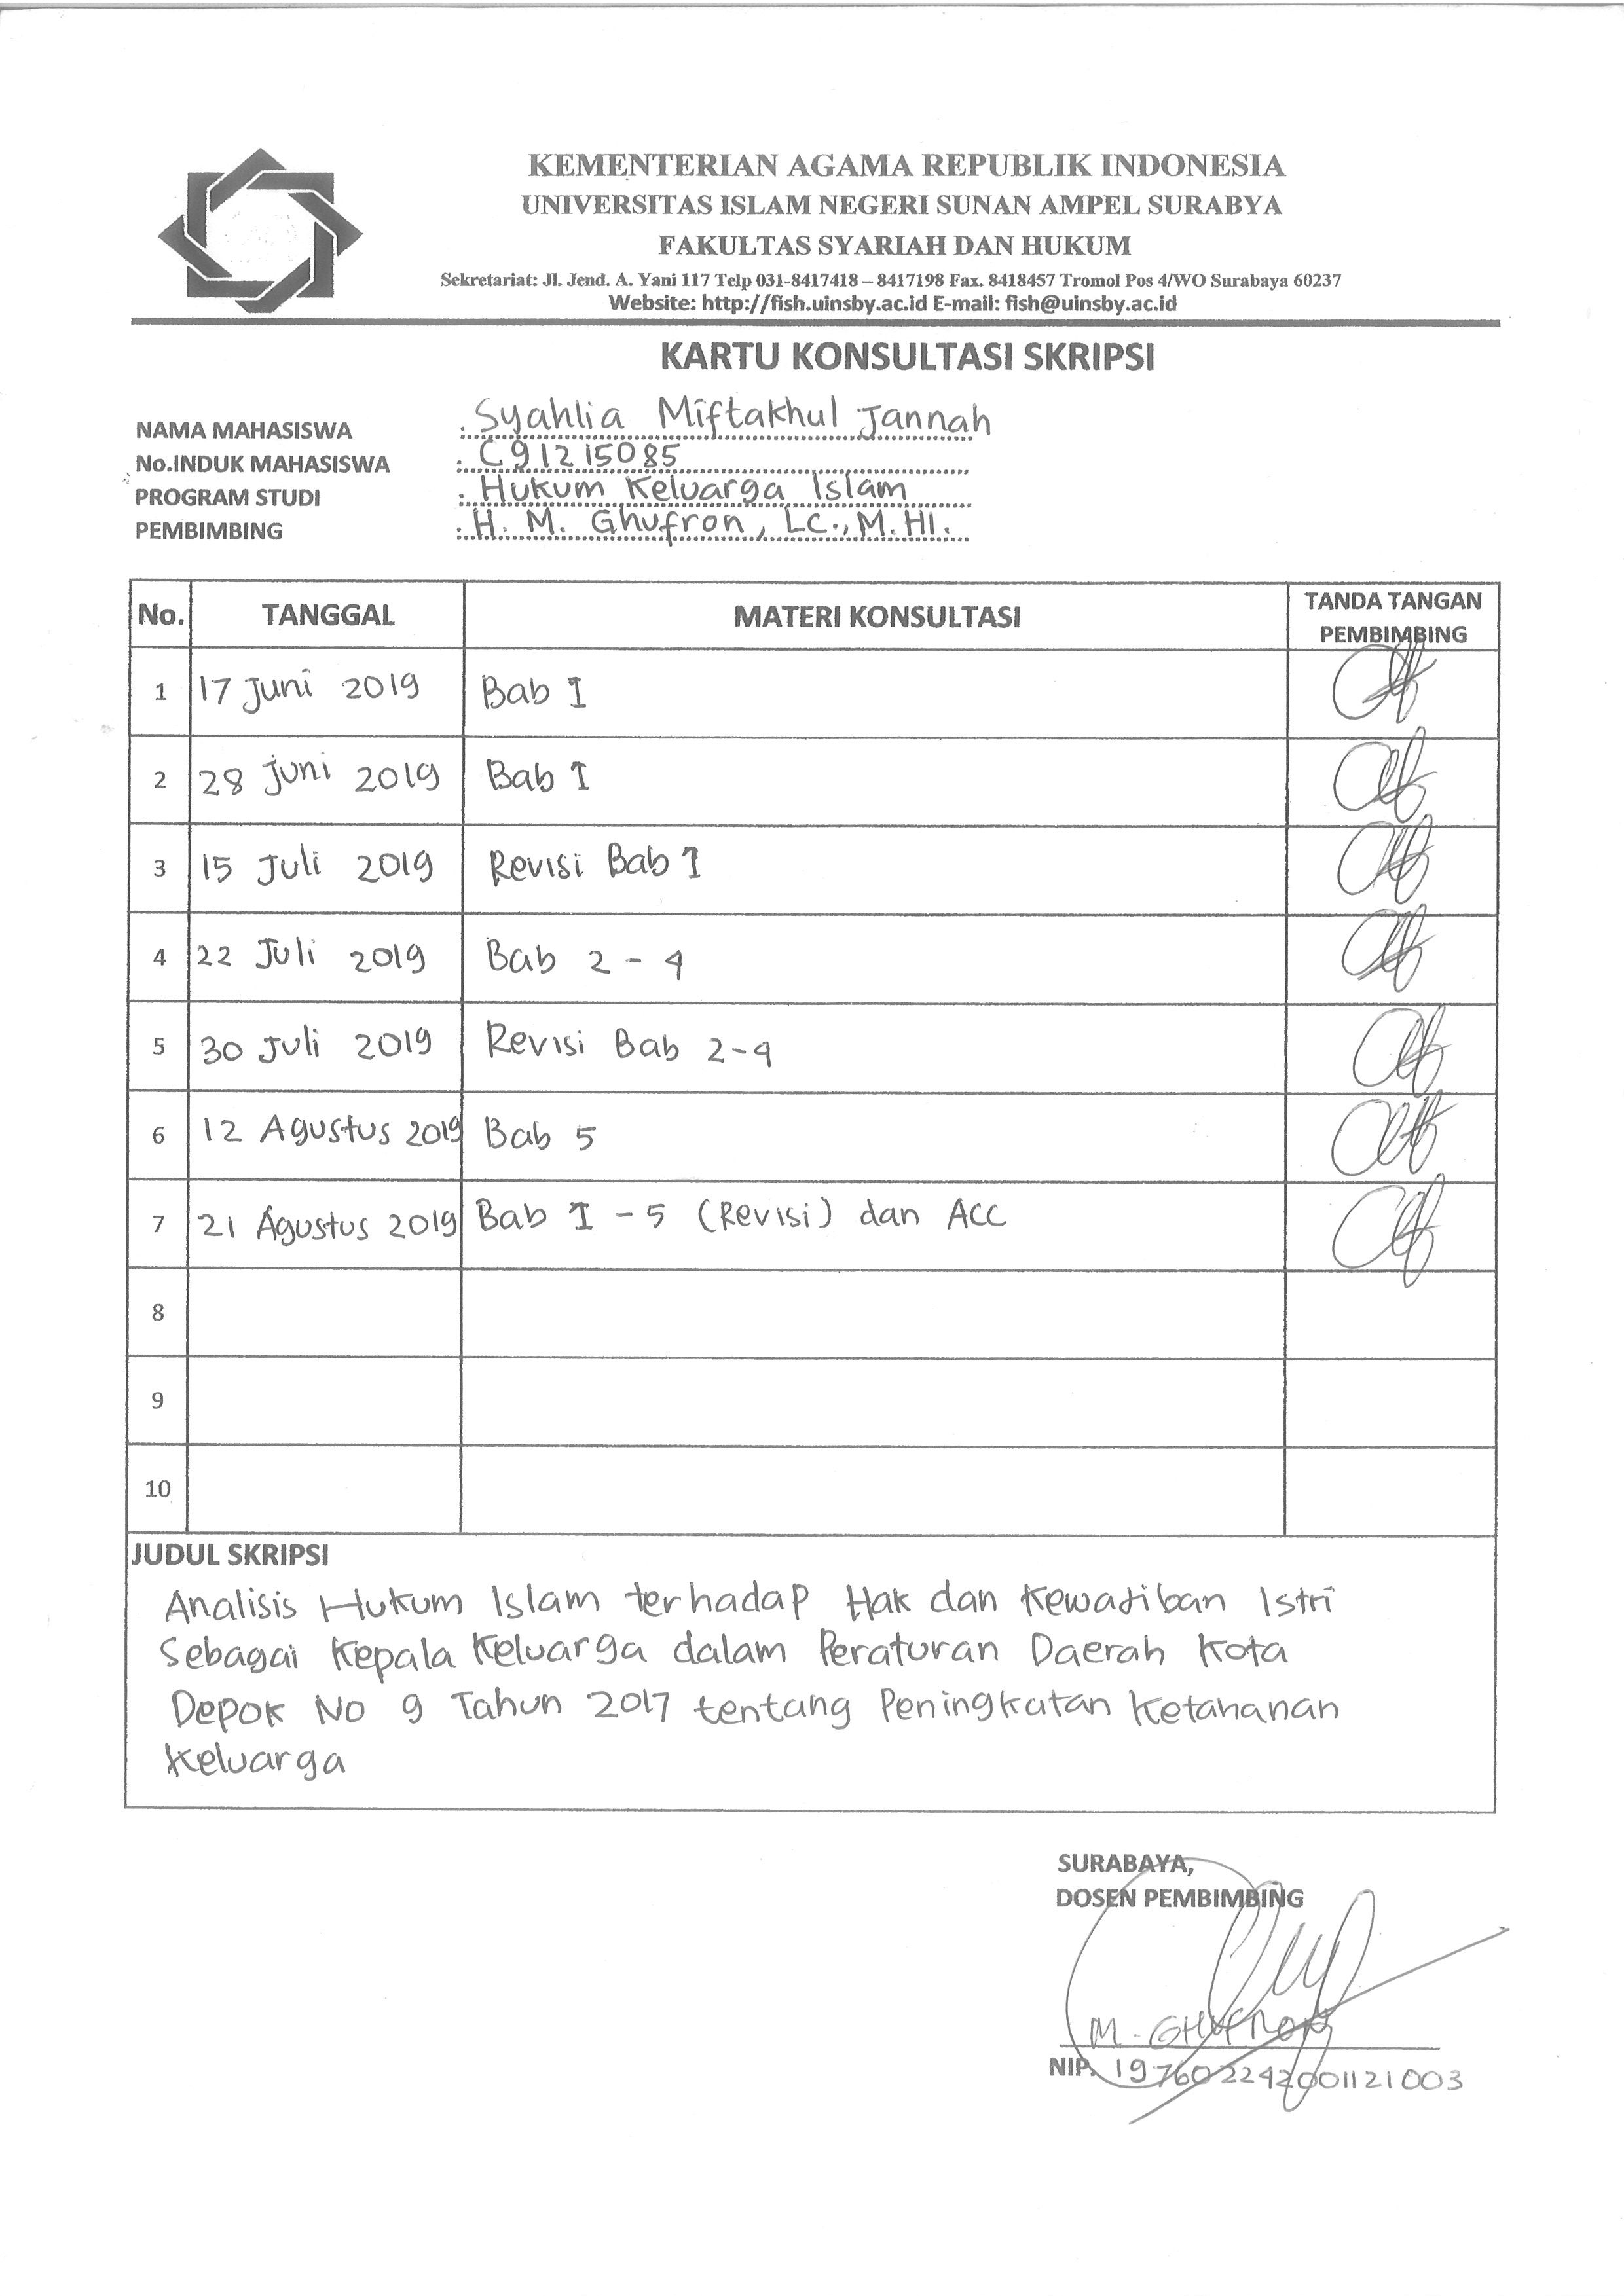 KEMENTERIAN AGAMA REPUBLIK INDONESIA
UNIVERSITAS ISLAM NEGERI SUNAN AMPEL SURABYA
FAKULTAS SYARIAH DAN HUKUM
Sekretariat: Jl. Jend. A. Yani 117 Telp 031-8417418 – 8417198 Fax. 8418457 Tromol Pos 4/WO Surabaya 60237
Website: http://fish.uinsby.ac.id E-mail: fish@uinsby.ac.id
KARTU KONSULTASI SKRIPSI
NAMA MAHASISWA : Syahlia Miftakhul Jannah
No.INDUK MAHASISWA : C91215085
PROGRAM STUDI : Hukum Keluarga Islam
PEMBIMBING : H. M. Ghufron, LC., M.HI.
No. TANGGAL MATERI KONSULTASI TANDA TANGAN PEMBIMBING
1 17 Juni 2019 Bab I
2 28 Juni 2019 Bab I
3 15 Juli 2019 Revisi Bab I
4 22 Juli 2019 Bab 2 - 4
5 30 Juli 2019 Revisi Bab 2-4
6 12 Agustus 2019 Bab 5
7 21 Agustus 2019 Bab I - 5 (Revisi) dan ACC
8
9
10
JUDUL SKRIPSI
Analisis Hukum Islam terhadap Hak dan Kewajiban Istri
Sebagai Kepala Keluarga dalam Peraturan Daerah Kota
Depok No 9 Tahun 2017 tentang Peningkatan Ketahanan
Keluarga
SURABAYA,
DOSEN PEMBIMBING
M. GHUFRON
NIP. 197602242001121003